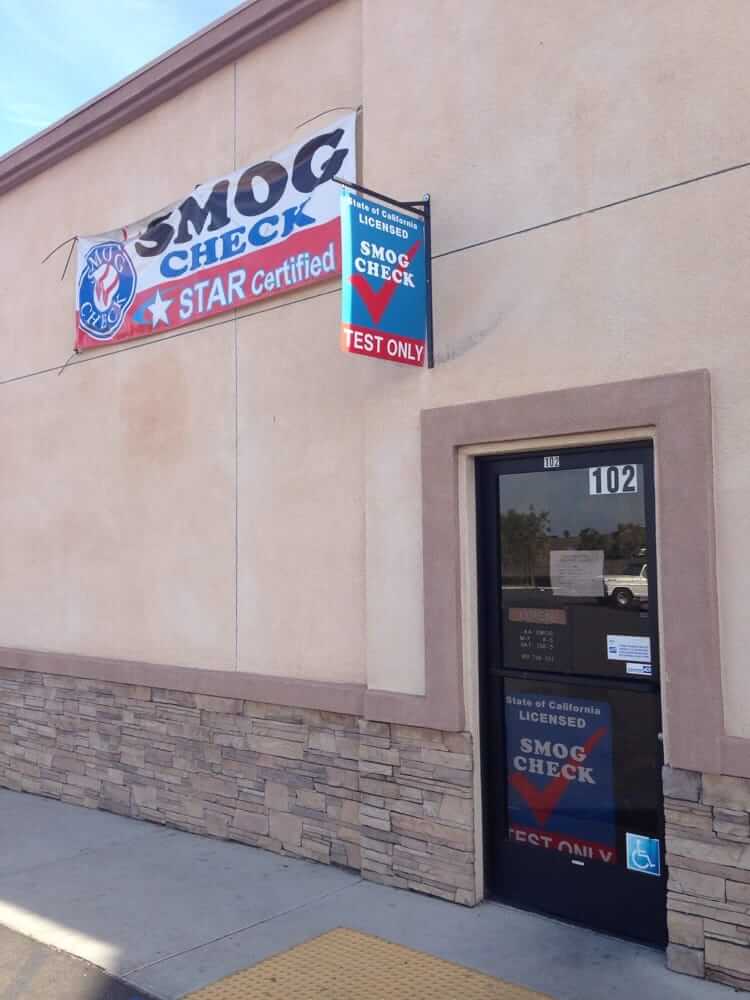 SMOG
CHECK
STAR Certified
SMOG
CHECK
State of California
LICENSED
SMOG
CHECK
TEST ONLY
102
102
State of California
LICENSED
SMOG
CHECK
TEST ONLY